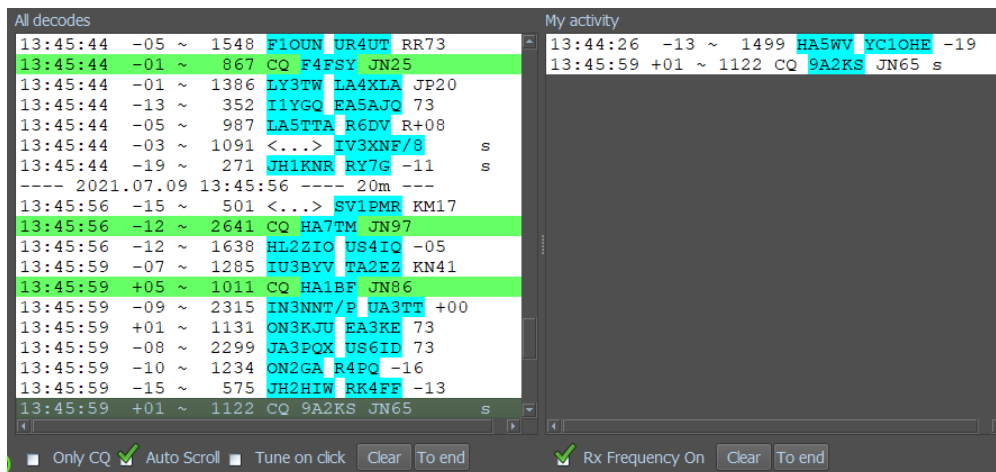 All decodes
13:45:44 -05 ~ 1548 F1OUN UR4UT RR73
13:45:44 -01 ~ 867 CQ F4FSY JN25
13:45:44 -01 ~ 1386 LY3TW LA4XLA JP20
13:45:44 -13 ~ 352 I1YGQ EA5AJQ 73
13:45:44 -05 ~ 987 LA5TTA R6DV R+08
13:45:44 -03 ~ 1091 <...> IV3XNF/8 s
13:45:44 -19 ~ 271 JH1KNR RY7G -11 s
---- 2021.07.09 13:45:56 ---- 20m ---
13:45:56 -15 ~ 501 <...> SV1PMR KM17
13:45:56 -12 ~ 2641 CQ HA7TM JN97
13:45:56 -12 ~ 1638 HL2ZIO US4IQ -05
13:45:59 -07 ~ 1285 IU3BYV TA2EZ KN41
13:45:59 +05 ~ 1011 CQ HA1BF JN86
13:45:59 -09 ~ 2315 IN3NNT/P UA3TT +00
13:45:59 +01 ~ 1131 ON3KJU EA3KE 73
13:45:59 -08 ~ 2299 JA3PQX US6ID 73
13:45:59 -10 ~ 1234 ON2GA R4PQ -16
13:45:59 -15 ~ 575 JH2HIW RK4FF -13
13:45:59 +01 ~ 1122 CQ 9A2KS JN65 s
Only CQ Auto Scroll Tune on click Clear To end
My activity
13:44:26 -13 ~ 1499 HA5WV YC1OHE -19
13:45:59 +01 ~ 1122 CQ 9A2KS JN65 s
Rx Frequency On Clear To end